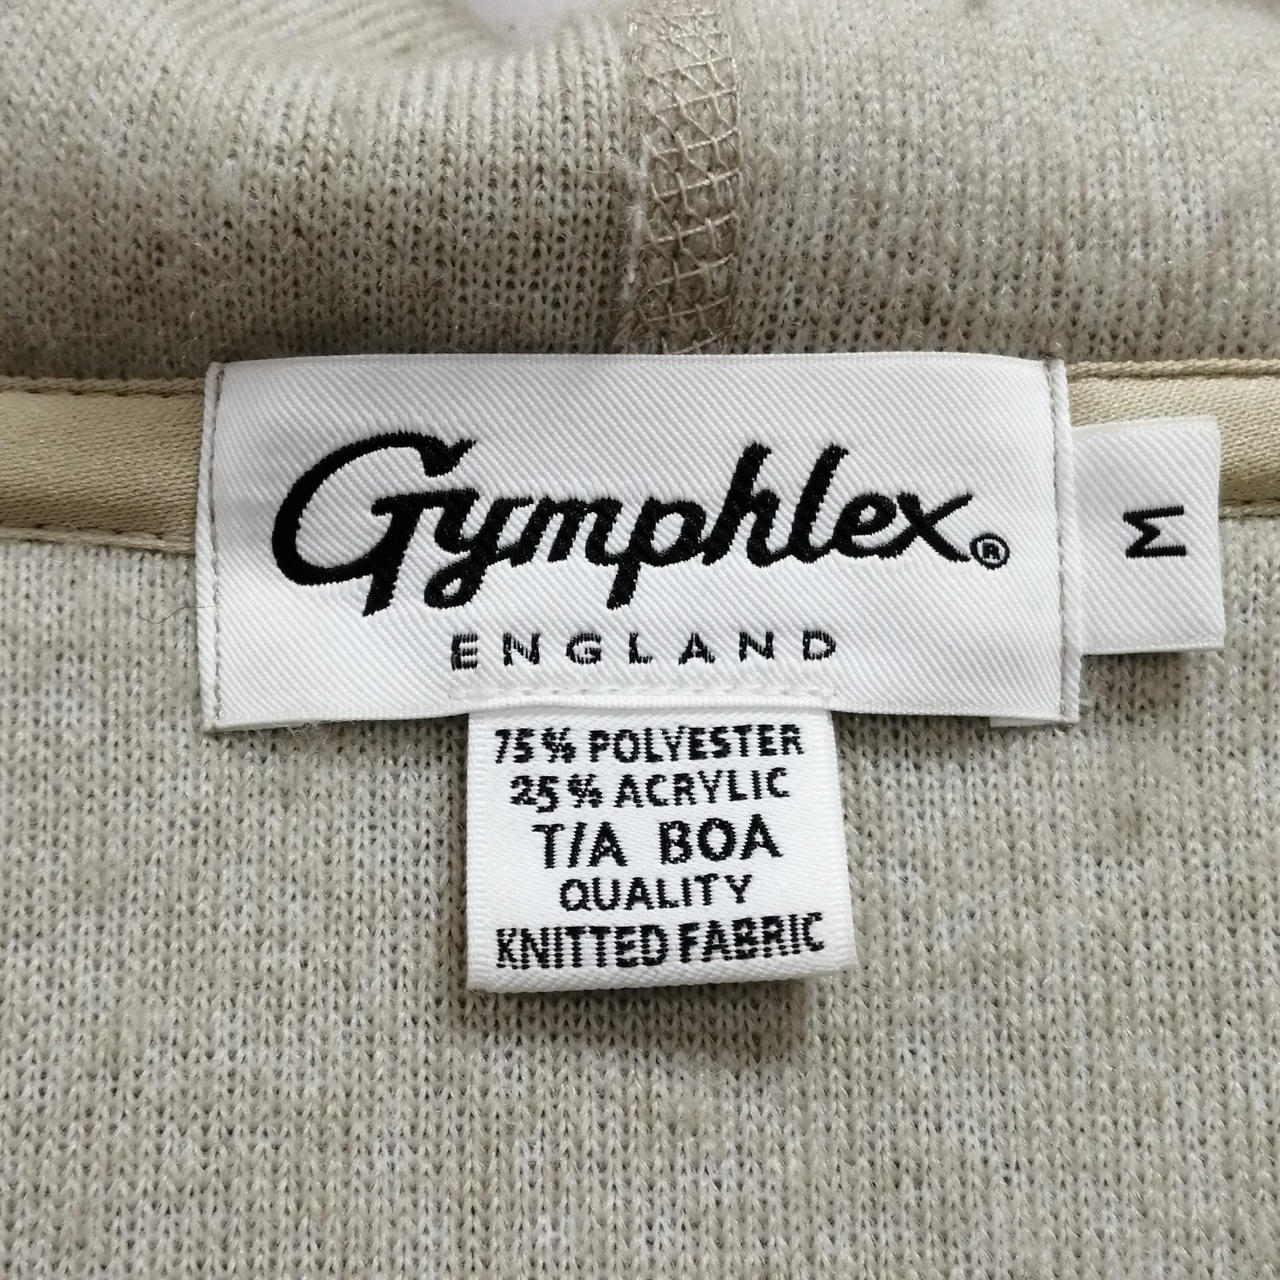 Gymphlex®
ENGLAND
M
75% POLYESTER
25% ACRYLIC
T/A BOA
QUALITY
KNITTED FABRIC